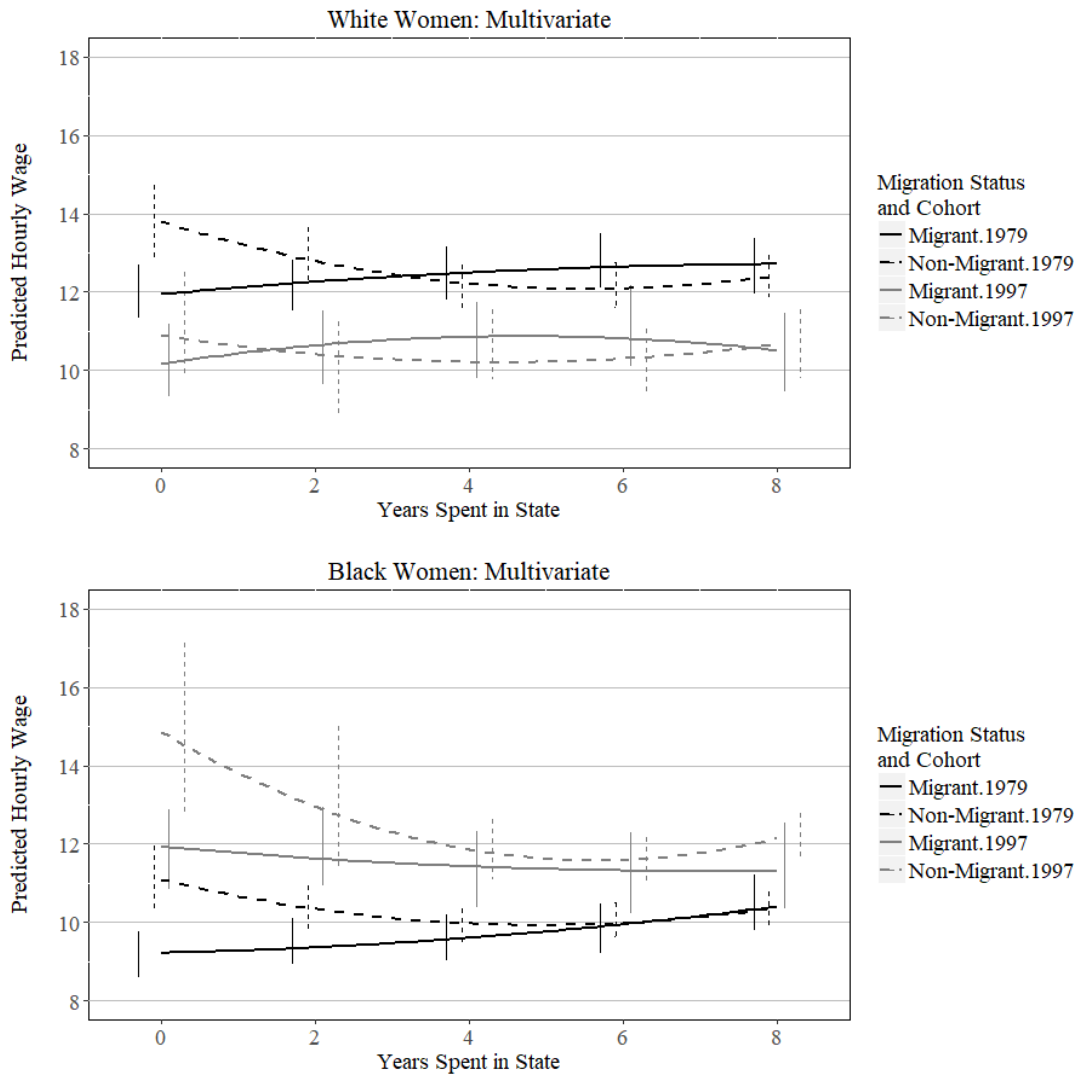 White Women: Multivariate
18
16
14
12
10
8
Predicted Hourly Wage
0 2 4 6 8
Years Spent in State
Migration Status
and Cohort
Migrant.1979
Non-Migrant.1979
Migrant.1997
Non-Migrant.1997
Black Women: Multivariate
18
16
14
12
10
8
Predicted Hourly Wage
0 2 4 6 8
Years Spent in State
Migration Status
and Cohort
Migrant.1979
Non-Migrant.1979
Migrant.1997
Non-Migrant.1997